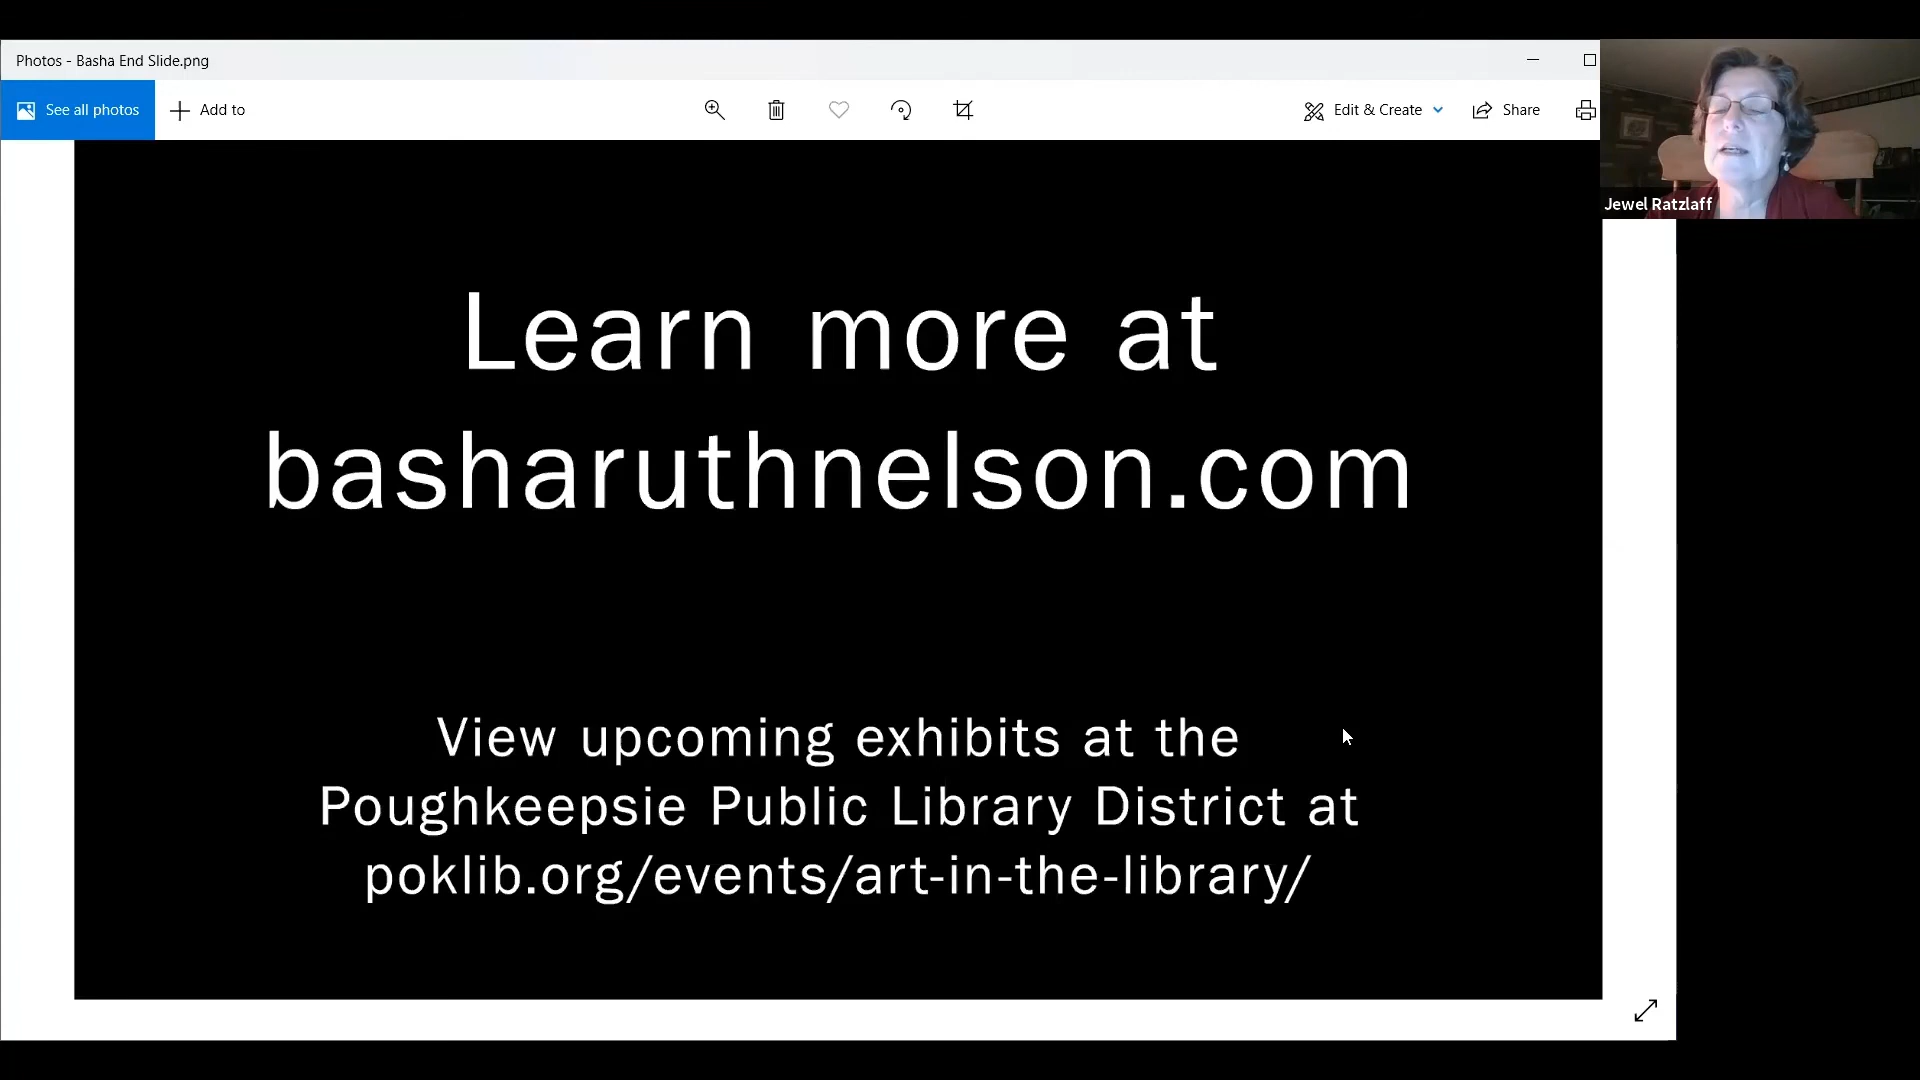 Photos - Basha End Slide.png
See all photos
Add to
Edit & Create
Share
Jewel Ratzlaff
Learn more at
basharuthnelson.com
View upcoming exhibits at the
Poughkeepsie Public Library District at
poklib.org/events/art-in-the-library/